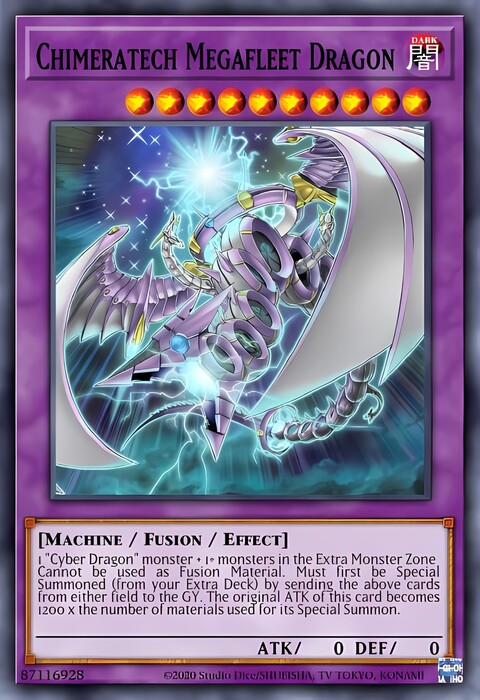 CHIMERATECH MEGAFLEET DRAGON
DARK
闇
[MACHINE / FUSION / EFFECT]
1 "Cyber Dragon" monster + 1+ monsters in the Extra Monster Zone
Cannot be used as Fusion Material. Must first be Special
Summoned (from your Extra Deck) by sending the above cards
from either field to the GY. The original ATK of this card becomes
1200 x the number of materials used for its Special Summon.
ATK/ 0 DEF/ 0
87116928 ©2020 Studio Dice/SHUEISHA, TV TOKYO, KONAMI